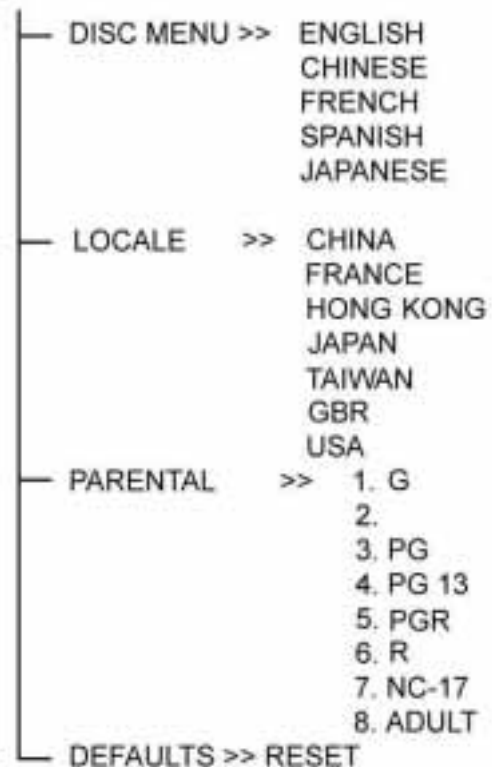 DISC MENU >> ENGLISH
CHINESE
FRENCH
SPANISH
JAPANESE
LOCALE >> CHINA
FRANCE
HONG KONG
JAPAN
TAIWAN
GBR
USA
PARENTAL >> 1. G
2.
3. PG
4. PG 13
5. PGR
6. R
7. NC-17
8. ADULT
DEFAULTS >> RESET